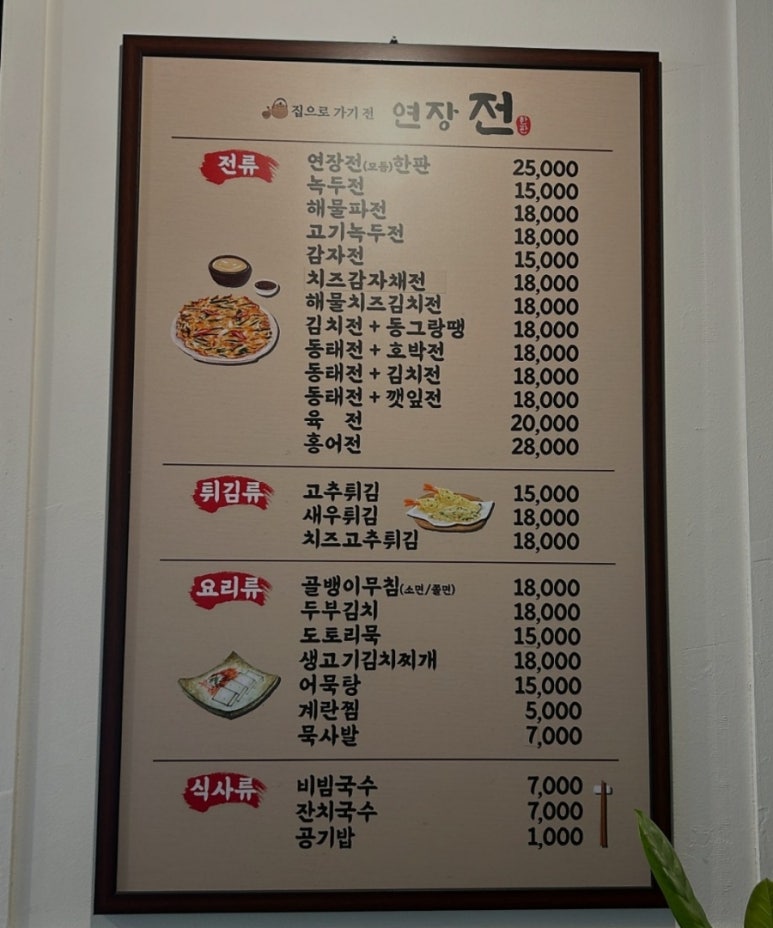 집으로 가기 전 연장전 한판
전류
연장전(모듬)한판 25,000
녹두전 15,000
해물파전 18,000
고기녹두전 18,000
감자전 15,000
치즈감자채전 18,000
해물치즈김치전 18,000
김치전 + 동그랑땡 18,000
동태전 + 호박전 18,000
동태전 + 김치전 18,000
동태전 + 깻잎전 18,000
육 전 20,000
홍어전 28,000
튀김류
고추튀김 15,000
새우튀김 18,000
치즈고추튀김 18,000
요리류
골뱅이무침(소면/쫄면) 18,000
두부김치 18,000
도토리묵 15,000
생고기김치찌개 18,000
어묵탕 15,000
계란찜 5,000
묵사발 7,000
식사류
비빔국수 7,000
잔치국수 7,000
공기밥 1,000